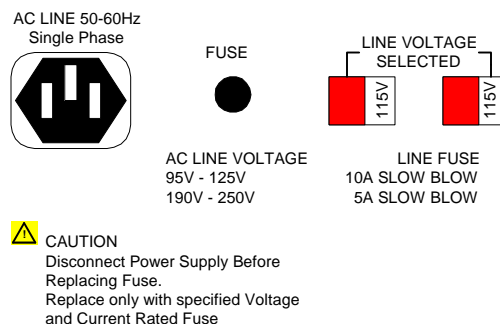 AC LINE 50-60Hz
Single Phase
FUSE
LINE VOLTAGE
SELECTED
115V
115V
AC LINE VOLTAGE
95V - 125V
190V - 250V
LINE FUSE
10A SLOW BLOW
5A SLOW BLOW
CAUTION
Disconnect Power Supply Before
Replacing Fuse.
Replace only with specified Voltage
and Current Rated Fuse